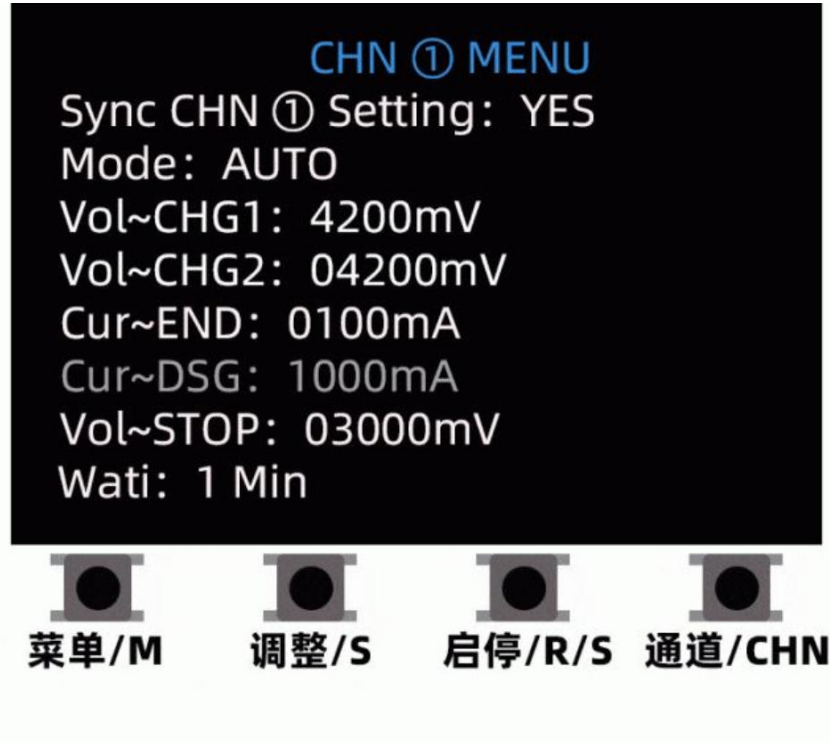 CHN ① MENU
Sync CHN ① Setting: YES
Mode: AUTO
Vol~CHG1: 4200mV
Vol~CHG2: 04200mV
Cur~END: 0100mA
Cur~DSG: 1000mA
Vol~STOP: 03000mV
Wati: 1 Min
菜单/M 调整/S 启停/R/S 通道/CHN